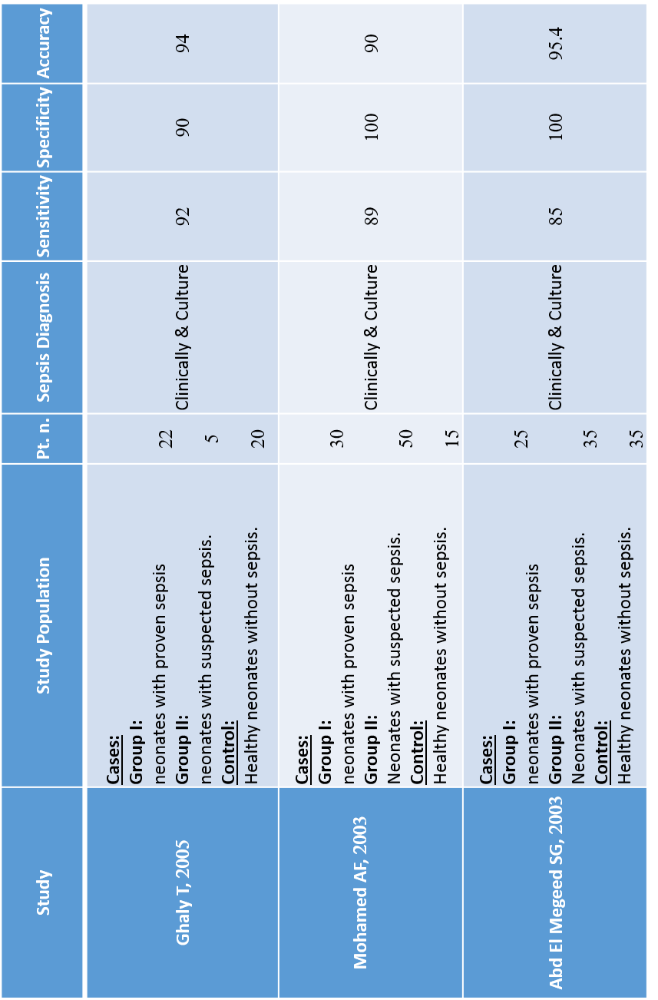 Study Study Population Pt. n. Sepsis Diagnosis Sensitivity Specificity Accuracy
Ghaly T, 2005
Cases:
Group I:
neonates with proven sepsis 22
Group II:
neonates with suspected sepsis. 5
Control:
Healthy neonates without sepsis. 20
Clinically & Culture 92 90 94
Mohamed AF, 2003
Cases:
Group I:
neonates with proven sepsis 30
Group II:
Neonates with suspected sepsis. 50
Control:
Healthy neonates without sepsis. 15
Clinically & Culture 89 100 90
Abd El Megeed SG, 2003
Cases:
Group I:
neonates with proven sepsis 25
Group II:
Neonates with suspected sepsis. 35
Control:
Healthy neonates without sepsis. 35
Clinically & Culture 85 100 95.4